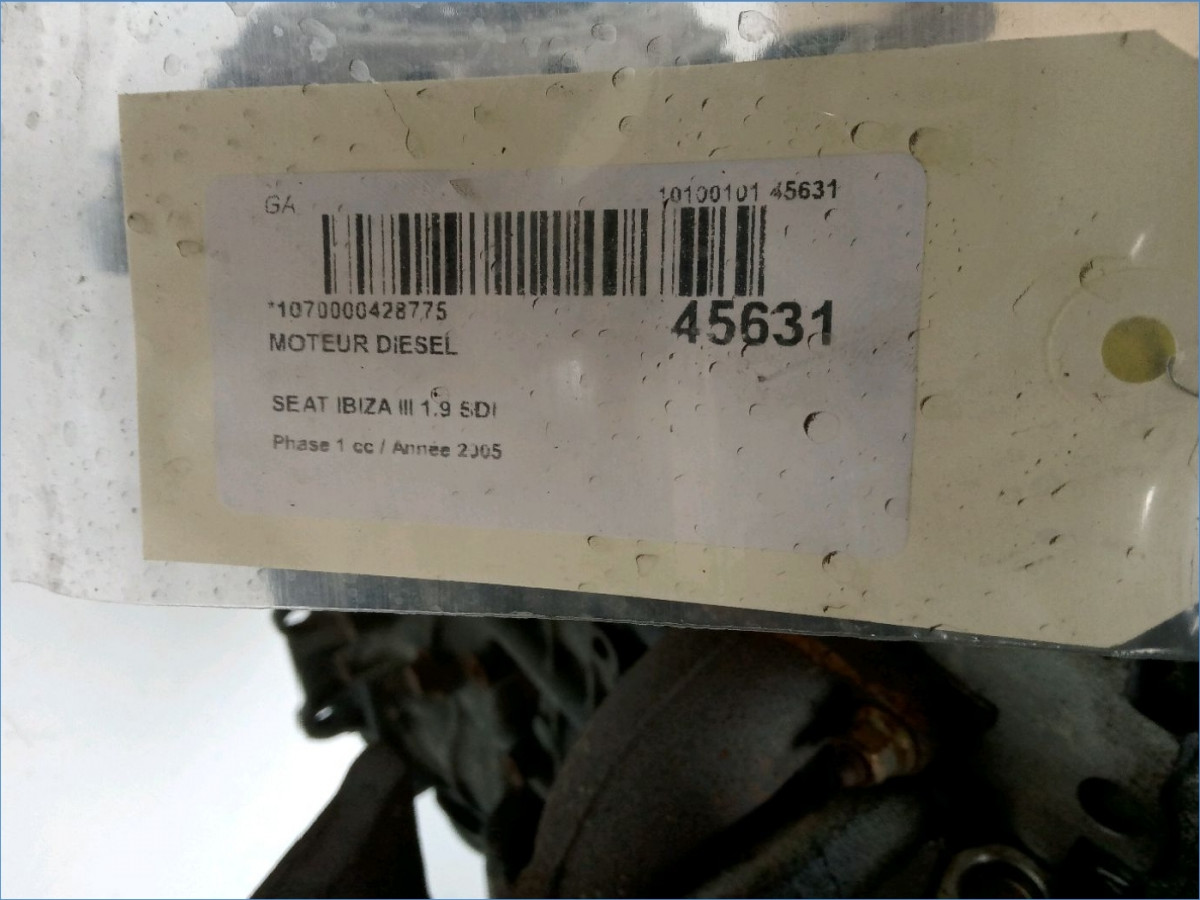 GA 10100101 45631
*1070000428775
45631
MOTEUR DIESEL
SEAT IBIZA III 1.9 SDI
Phase 1 cc / Année 2005